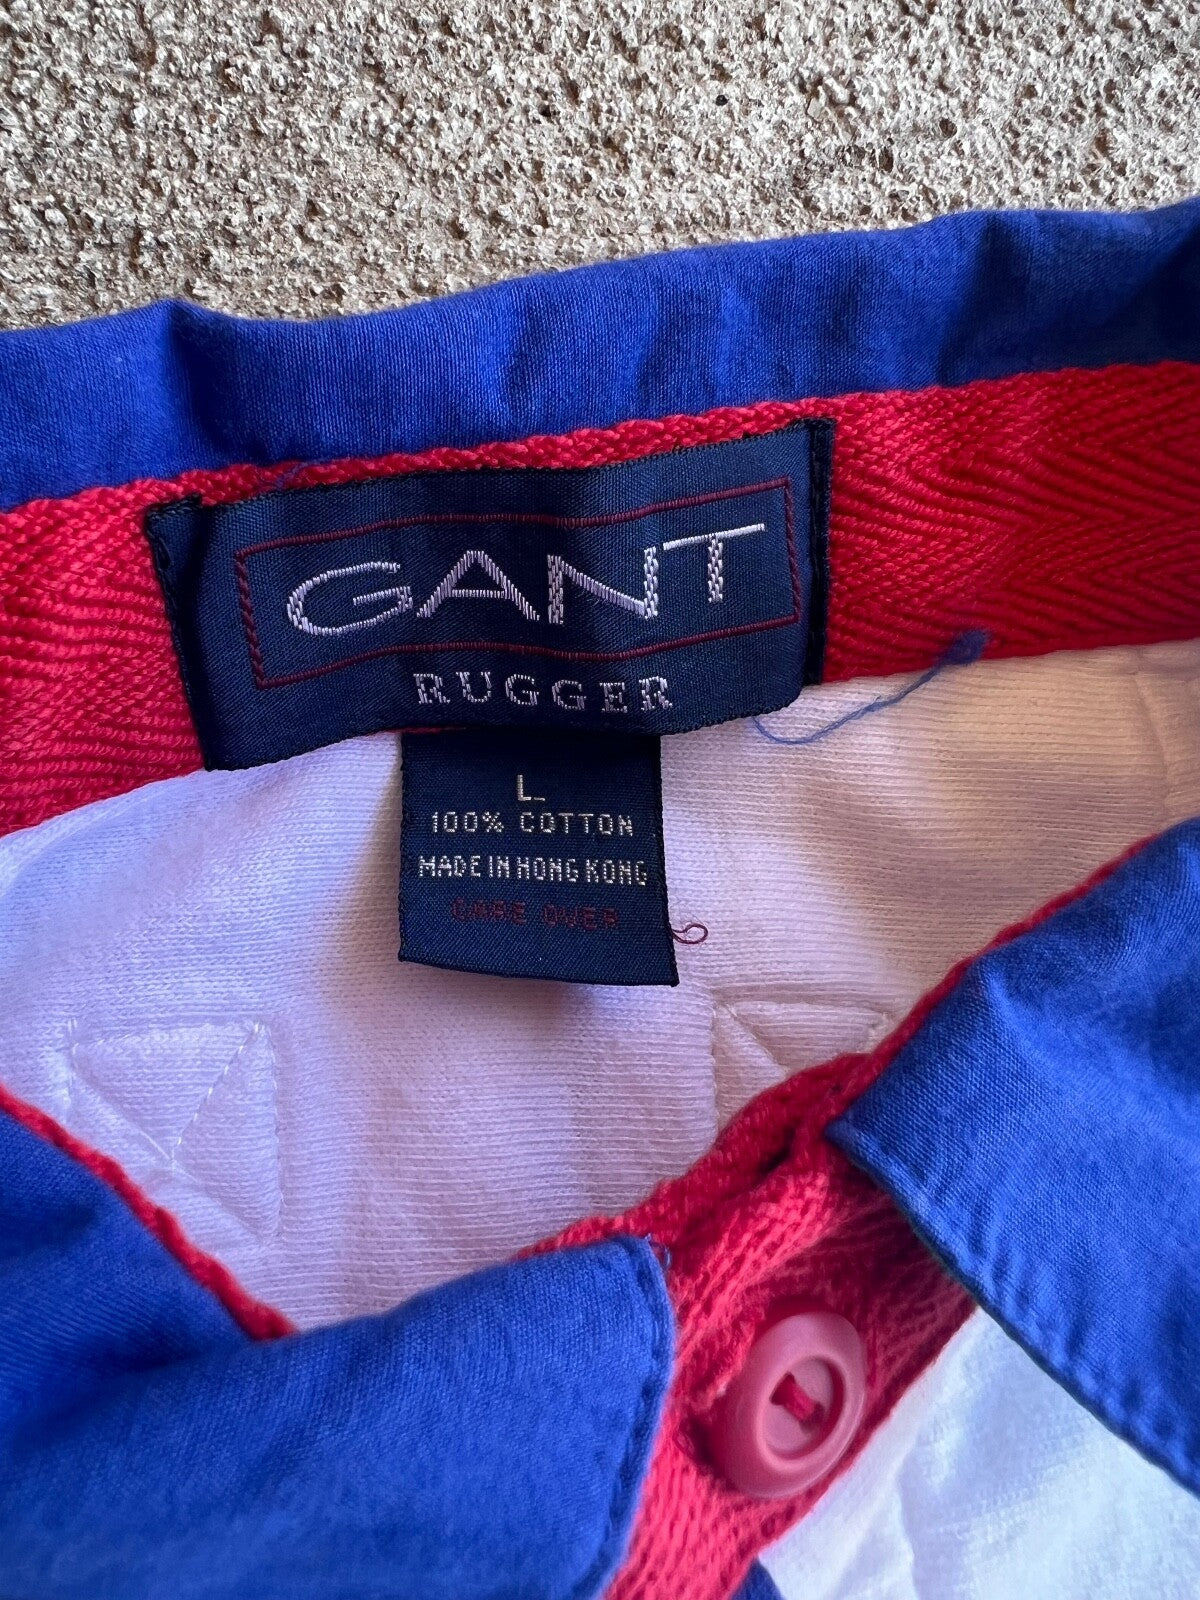 GANT
RUGGER
L
100% COTTON
MADE IN HONG KONG
CARE OVER